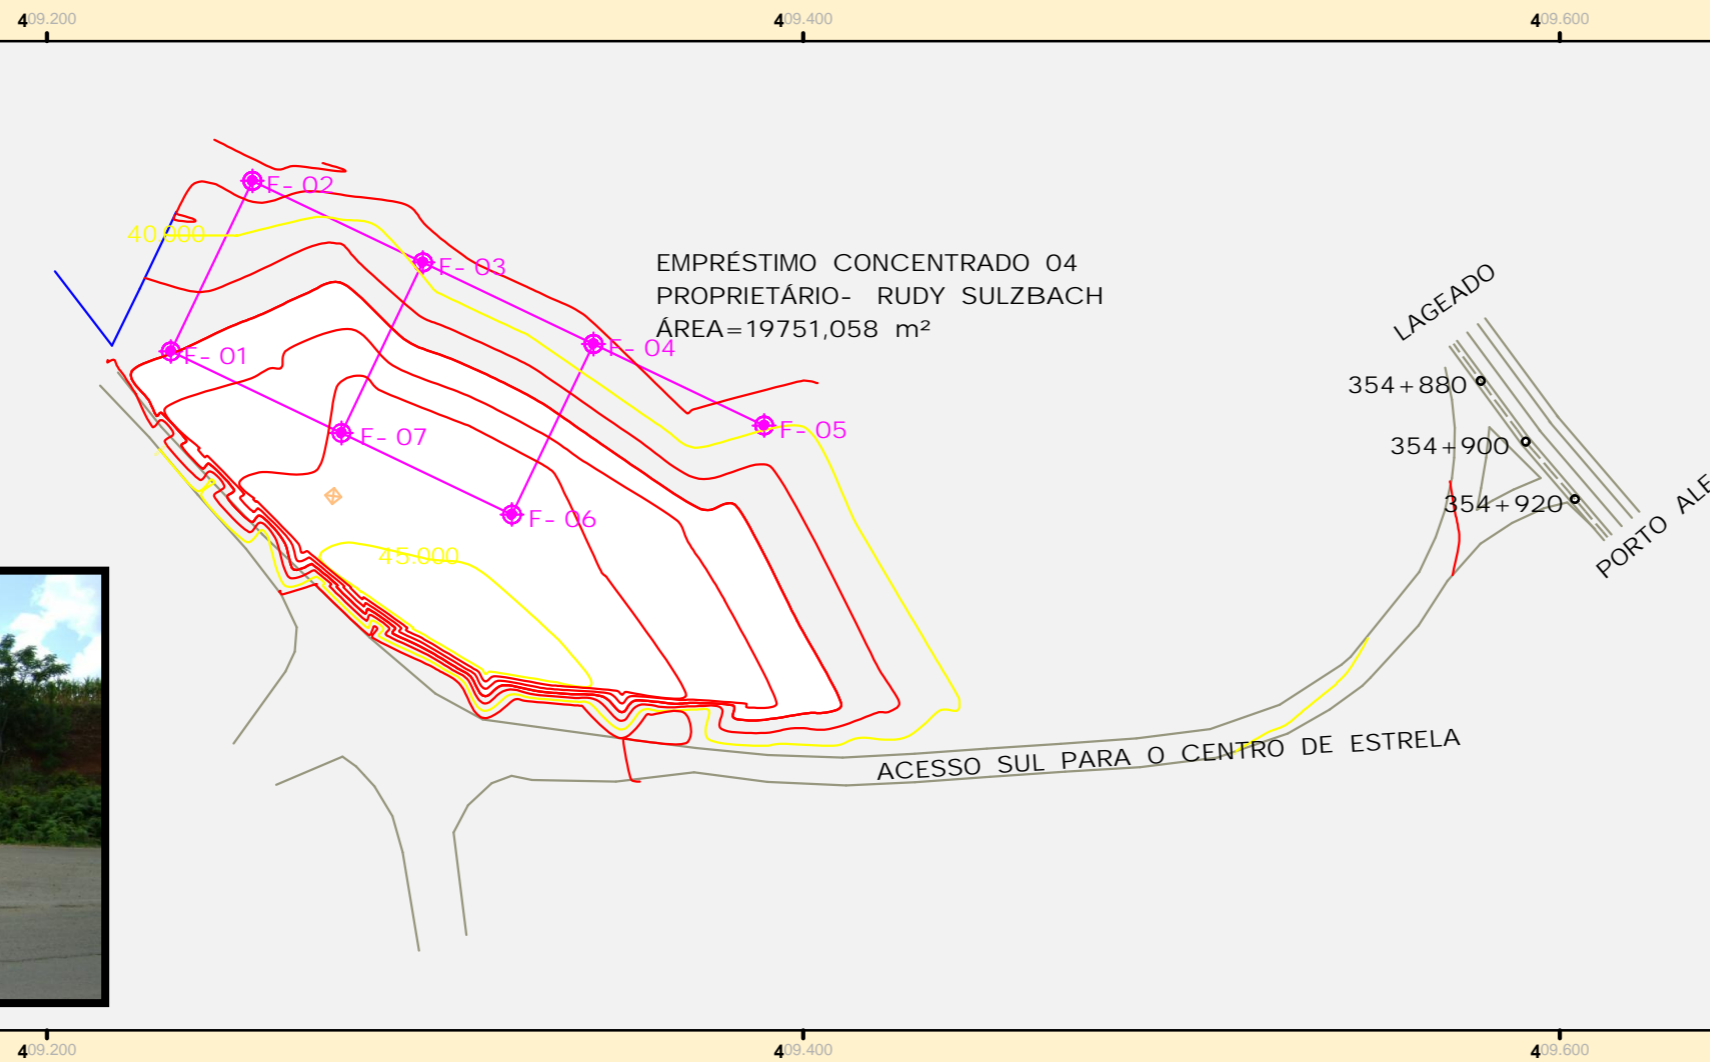 409.200 409.400 409.600
F-02
40.000
F-03
EMPRÉSTIMO CONCENTRADO 04
PROPRIETÁRIO- RUDY SULZBACH
ÁREA=19751,058 m²
LAGEADO
F-01
F-04
354+880
F-07
F-05
354+900
354+920
F-06
PORTO ALE
45.000
ACESSO SUL PARA O CENTRO DE ESTRELA
409.200 409.400 409.600